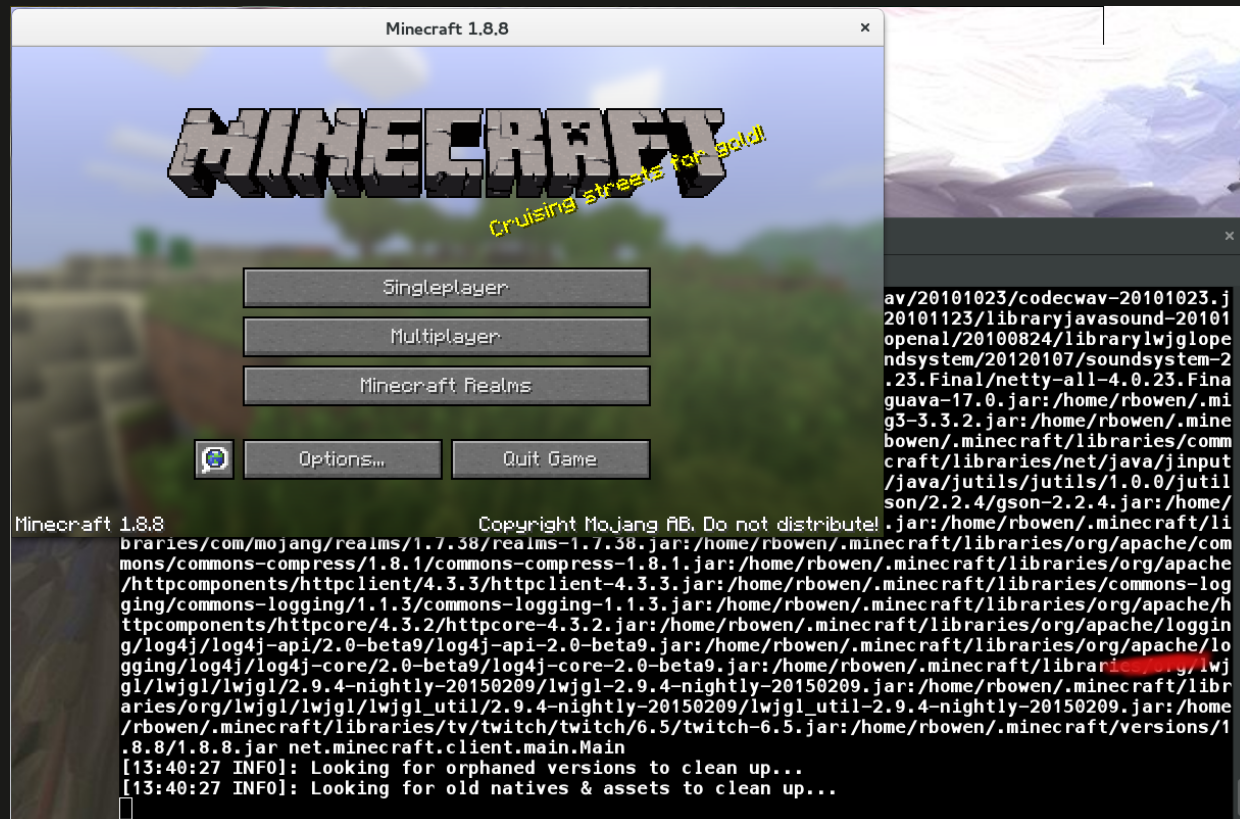 Minecraft 1.8.8
MINECRAFT
Cruising streets for gold!
Singleplayer
Multiplayer
Minecraft Realms
Options...
Quit Game
Minecraft 1.8.8
Copyright Mojang AB. Do not distribute!
av/20101023/codecwav-20101023.j
20101123/libraryjavasound-20101
openal/20100824/librarylwjglope
ndsystem/20120107/soundsystem-2
.23.Final/netty-all-4.0.23.Fina
guava-17.0.jar:/home/rbowen/.mi
g3-3.3.2.jar:/home/rbowen/.mine
bowen/.minecraft/libraries/comm
craft/libraries/net/java/jinput
/java/jutils/jutils/1.0.0/jutil
son/2.2.4/gson-2.2.4.jar:/home/
.jar:/home/rbowen/.minecraft/li
braries/com/mojang/realms/1.7.38/realms-1.7.38.jar:/home/rbowen/.minecraft/libraries/org/apache/com
mons/commons-compress/1.8.1/commons-compress-1.8.1.jar:/home/rbowen/.minecraft/libraries/org/apache
/httpcomponents/httpclient/4.3.3/httpclient-4.3.3.jar:/home/rbowen/.minecraft/libraries/commons-log
ging/commons-logging/1.1.3/commons-logging-1.1.3.jar:/home/rbowen/.minecraft/libraries/org/apache/h
ttpcomponents/httpcore/4.3.2/httpcore-4.3.2.jar:/home/rbowen/.minecraft/libraries/org/apache/loggin
g/log4j/log4j-api/2.0-beta9/log4j-api-2.0-beta9.jar:/home/rbowen/.minecraft/libraries/org/apache/lo
gging/log4j/log4j-core/2.0-beta9/log4j-core-2.0-beta9.jar:/home/rbowen/.minecraft/libraries/org/lwj
gl/lwjgl/lwjgl/2.9.4-nightly-20150209/lwjgl-2.9.4-nightly-20150209.jar:/home/rbowen/.minecraft/libr
aries/org/lwjgl/lwjgl/lwjgl_util/2.9.4-nightly-20150209/lwjgl_util-2.9.4-nightly-20150209.jar:/home
/rbowen/.minecraft/libraries/tv/twitch/twitch/6.5/twitch-6.5.jar:/home/rbowen/.minecraft/versions/1
.8.8/1.8.8.jar net.minecraft.client.main.Main
[13:40:27 INFO]: Looking for orphaned versions to clean up...
[13:40:27 INFO]: Looking for old natives & assets to clean up...